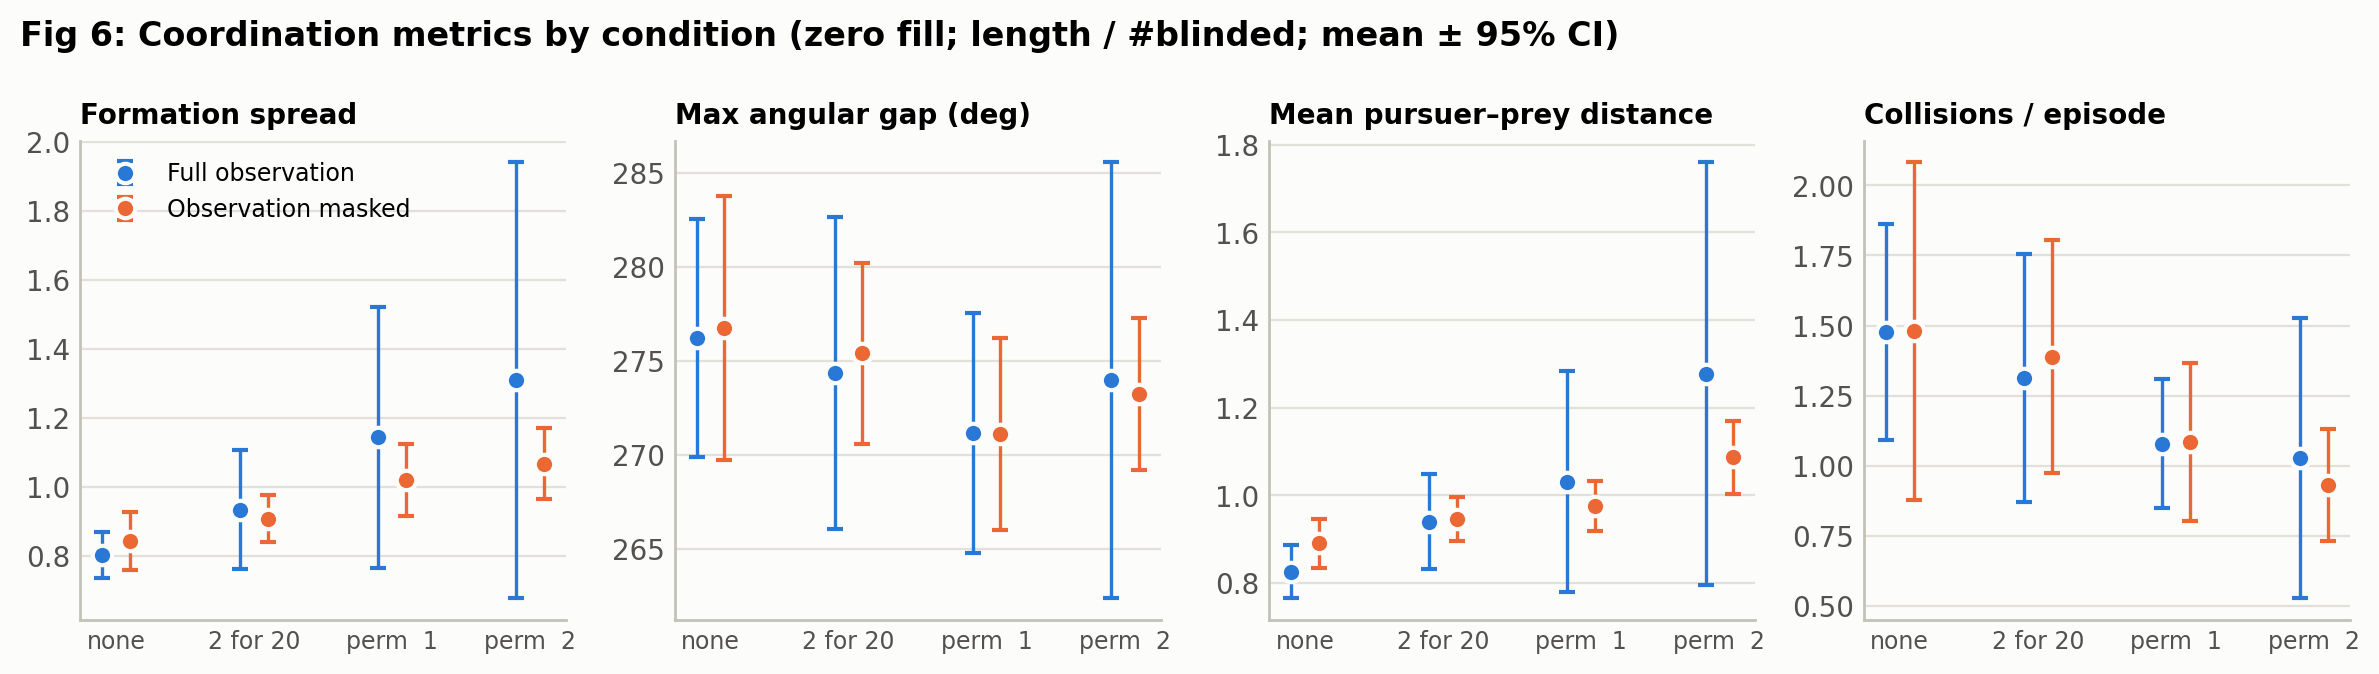 Fig 6: Coordination metrics by condition (zero fill; length / #blinded; mean ± 95% CI)
Formation spread
2.0
1.8
1.6
1.4
1.2
1.0
0.8
Full observation
Observation masked
none 2 for 20 perm 1 perm 2
Max angular gap (deg)
285
280
275
270
265
none 2 for 20 perm 1 perm 2
Mean pursuer–prey distance
1.8
1.6
1.4
1.2
1.0
0.8
none 2 for 20 perm 1 perm 2
Collisions / episode
2.00
1.75
1.50
1.25
1.00
0.75
0.50
none 2 for 20 perm 1 perm 2